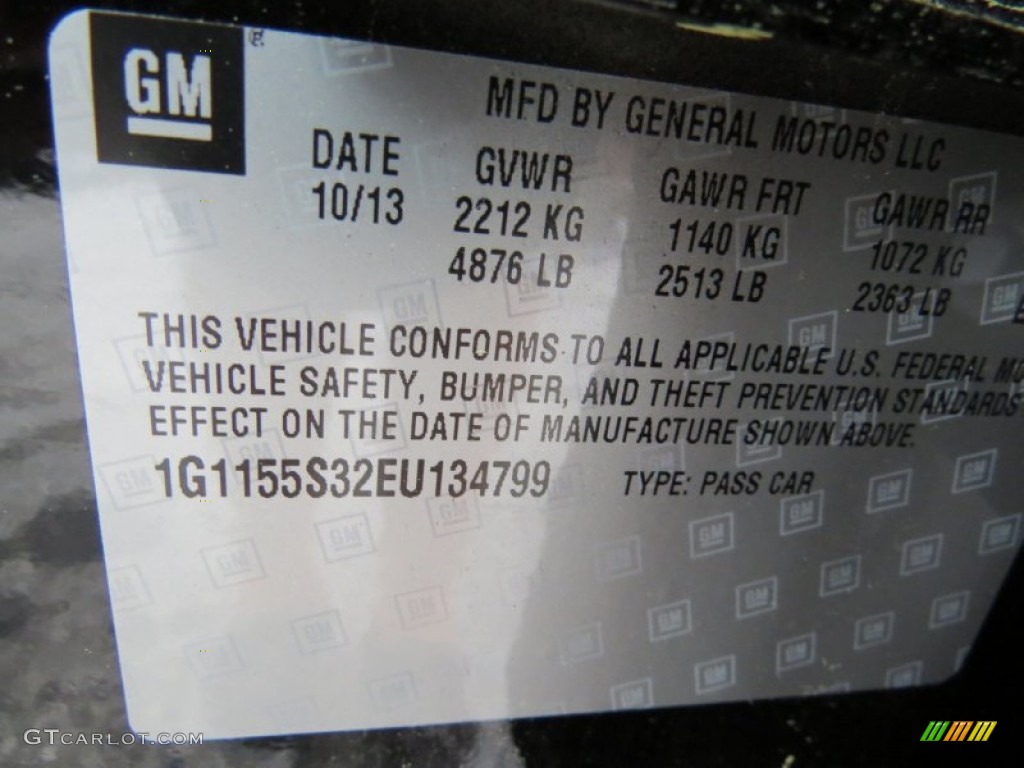 GM
MFD BY GENERAL MOTORS LLC
DATE GVWR GAWR FRT GAWR RR
10/13 2212 KG 1140 KG 1072 KG
4876 LB 2513 LB 2363 LB
THIS VEHICLE CONFORMS TO ALL APPLICABLE U.S. FEDERAL
VEHICLE SAFETY, BUMPER, AND THEFT PREVENTION STANDARDS
EFFECT ON THE DATE OF MANUFACTURE SHOWN ABOVE.
1G1155S32EU134799 TYPE: PASS CAR
GTCARLOT.COM